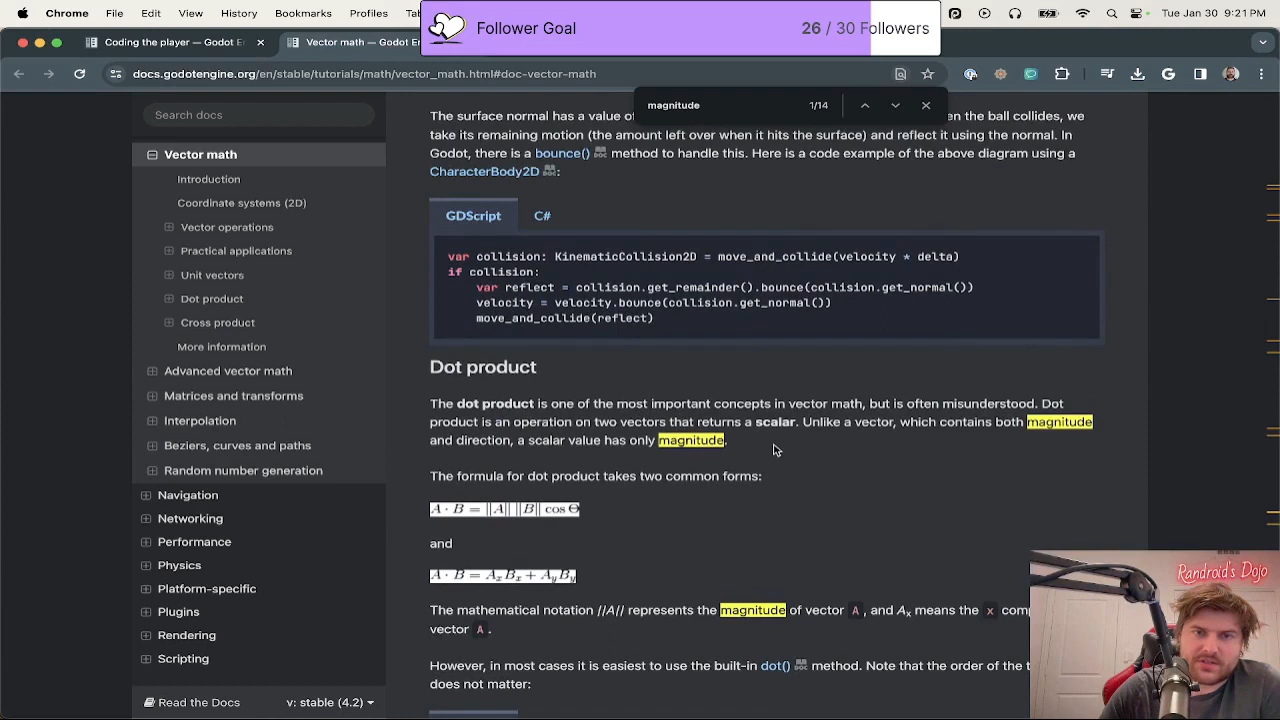 Chrome File Edit
Follower Goal 26 / 30 Followers
Tue Jan 30 9:21 PM
Coding the player — Godot En
Vector math — Godot En
docs.godotengine.org/en/stable/tutorials/math/vector_math.html#doc-vector-math
magnitude 1/14
Search docs
Vector math
Introduction
Coordinate systems (2D)
Vector operations
Practical applications
Unit vectors
Dot product
Cross product
More information
Advanced vector math
Matrices and transforms
Interpolation
Beziers, curves and paths
Random number generation
Navigation
Networking
Performance
Physics
Platform-specific
Plugins
Rendering
Scripting
Read the Docs v: stable (4.2)
The surface normal has a value of
en the ball collides, we
take its remaining motion (the amount left over when it hits the surface) and reflect it using the normal. In
Godot, there is a bounce() method to handle this. Here is a code example of the above diagram using a
CharacterBody2D :
GDScript C#
var collision: KinematicCollision2D = move_and_collide(velocity * delta)
if collision:
var reflect = collision.get_remainder().bounce(collision.get_normal())
velocity = velocity.bounce(collision.get_normal())
move_and_collide(reflect)
Dot product
The dot product is one of the most important concepts in vector math, but is often misunderstood. Dot
product is an operation on two vectors that returns a scalar. Unlike a vector, which contains both magnitude
and direction, a scalar value has only magnitude.
The formula for dot product takes two common forms:
A · B = ||A|| ||B|| cos Θ
and
A · B = AₓBₓ + AᵧBᵧ
The mathematical notation //A// represents the magnitude of vector A, and Aₓ means the x comp
vector A.
However, in most cases it is easiest to use the built-in dot() method. Note that the order of the t
does not matter:
Randroid's Dojo